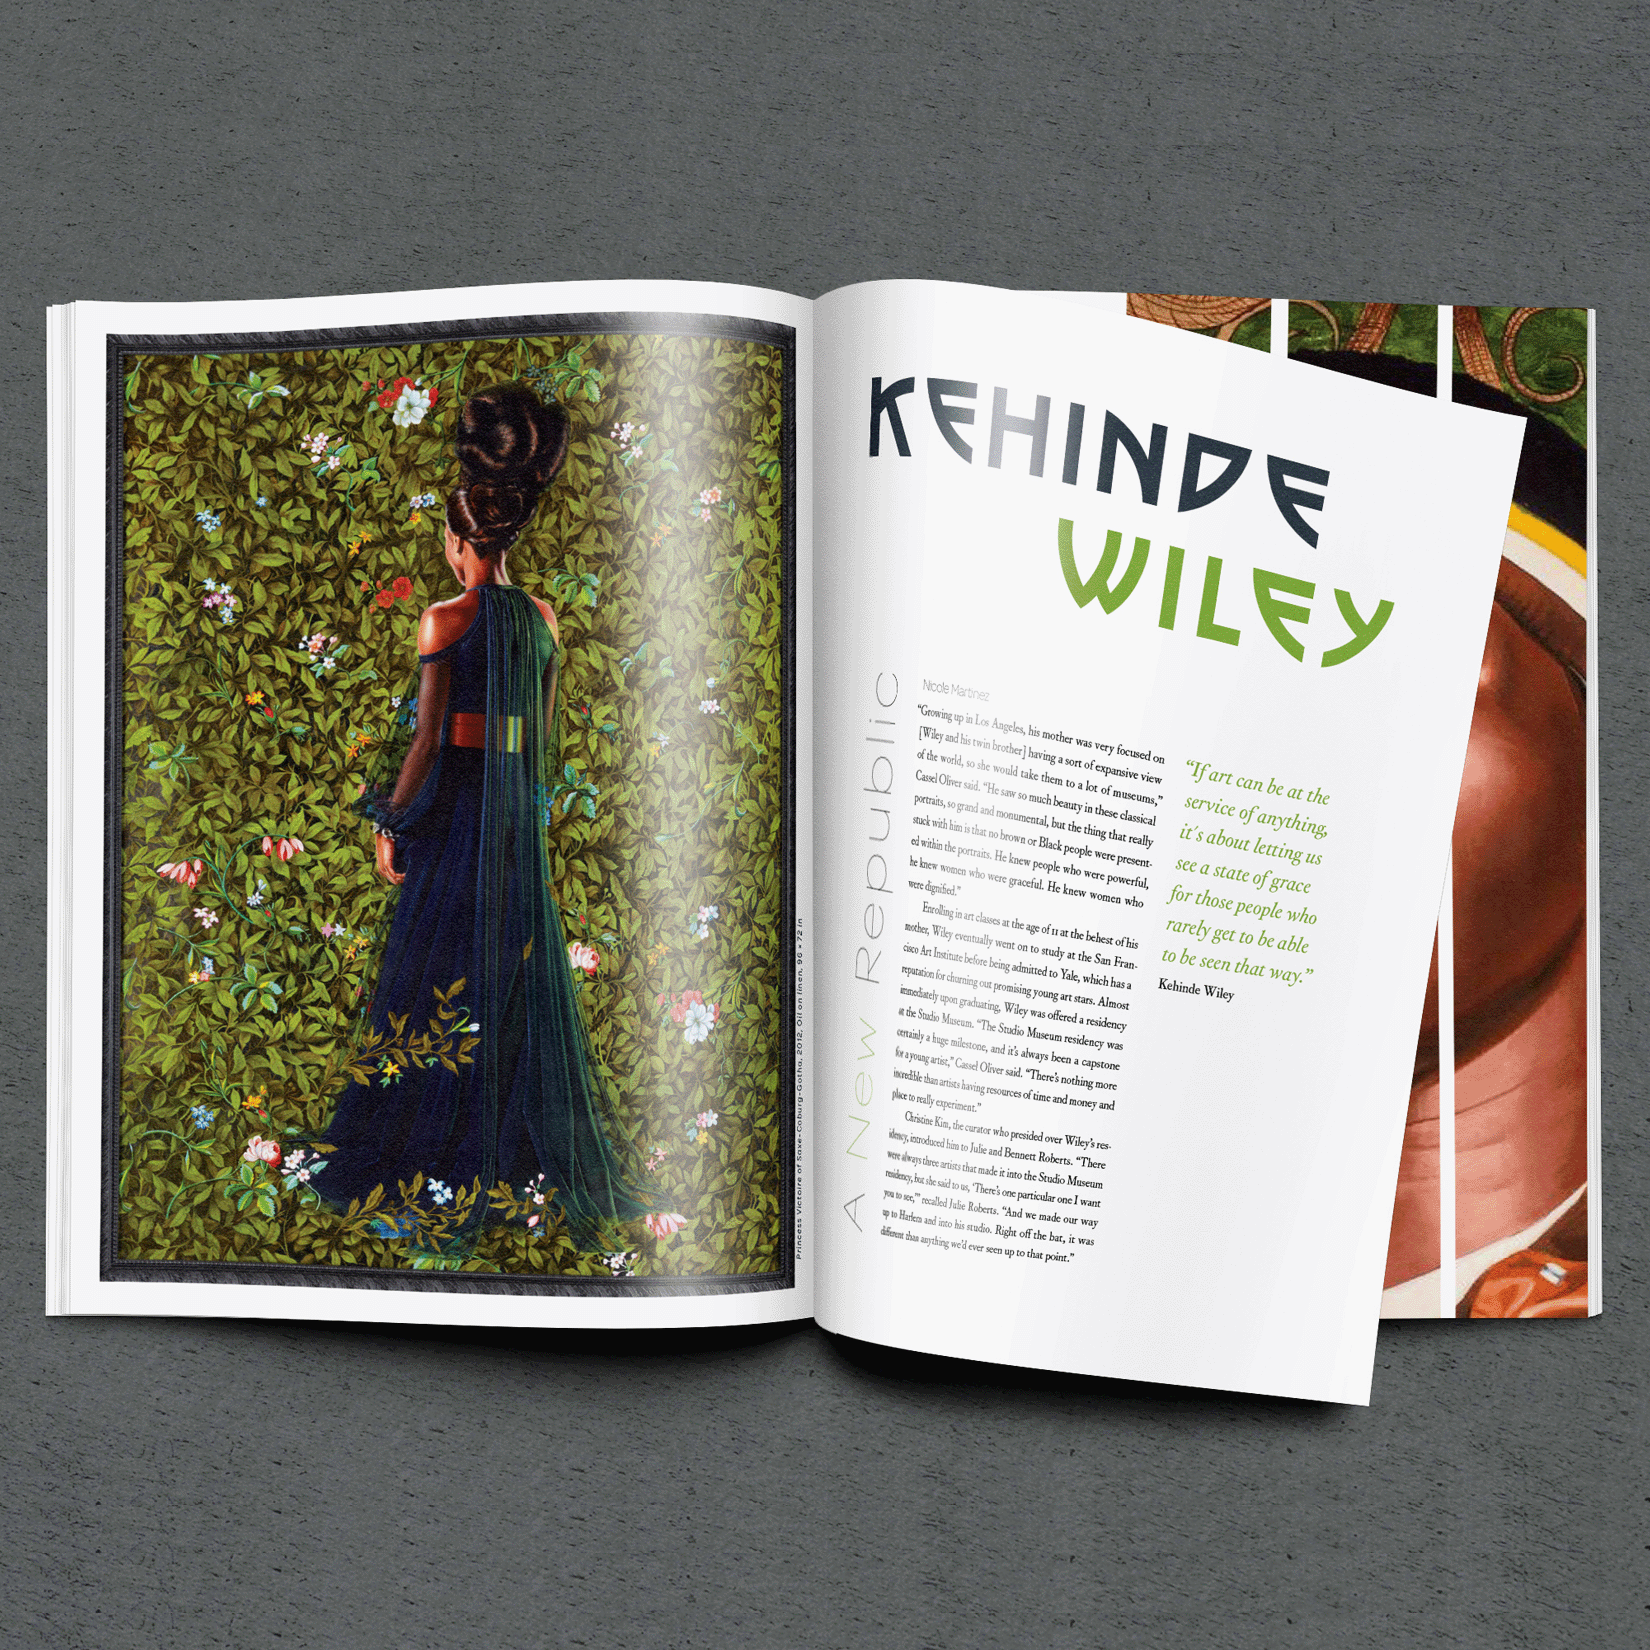 Princess Victoire of Saxe-Coburg-Gotha, 2012, Oil on linen, 96 × 72 in
KEHINDE
WILEY
A New Republic
Nicole Martinez
“Growing up in Los Angeles, his mother was very focused on
[Wiley and his twin brother] having a sort of expansive view
of the world, so she would take them to a lot of museums,”
Cassel Oliver said. “He saw so much beauty in these classical
portraits, so grand and monumental, but the thing that really
stuck with him is that no brown or Black people were present-
ed within the portraits. He knew people who were powerful,
he knew women who were graceful. He knew women who
were dignified.”
Enrolling in art classes at the age of 11 at the behest of his
mother, Wiley eventually went on to study at the San Fran-
cisco Art Institute before being admitted to Yale, which has a
reputation for churning out promising young art stars. Almost
immediately upon graduating, Wiley was offered a residency
at the Studio Museum. “The Studio Museum residency was
certainly a huge milestone, and it’s always been a capstone
for a young artist,” Cassel Oliver said. “There’s nothing more
incredible than artists having resources of time and money and
place to really experiment.”
Christine Kim, the curator who presided over Wiley’s res-
idency, introduced him to Julie and Bennett Roberts. “There
were always three artists that made it into the Studio Museum
residency, but she said to us, ‘There’s one particular one I want
you to see,’” recalled Julie Roberts. “And we made our way
up to Harlem and into his studio. Right off the bat, it was
different than anything we’d ever seen up to that point.”
“If art can be at the
service of anything,
it's about letting us
see a state of grace
for those people who
rarely get to be able
to be seen that way.”
Kehinde Wiley